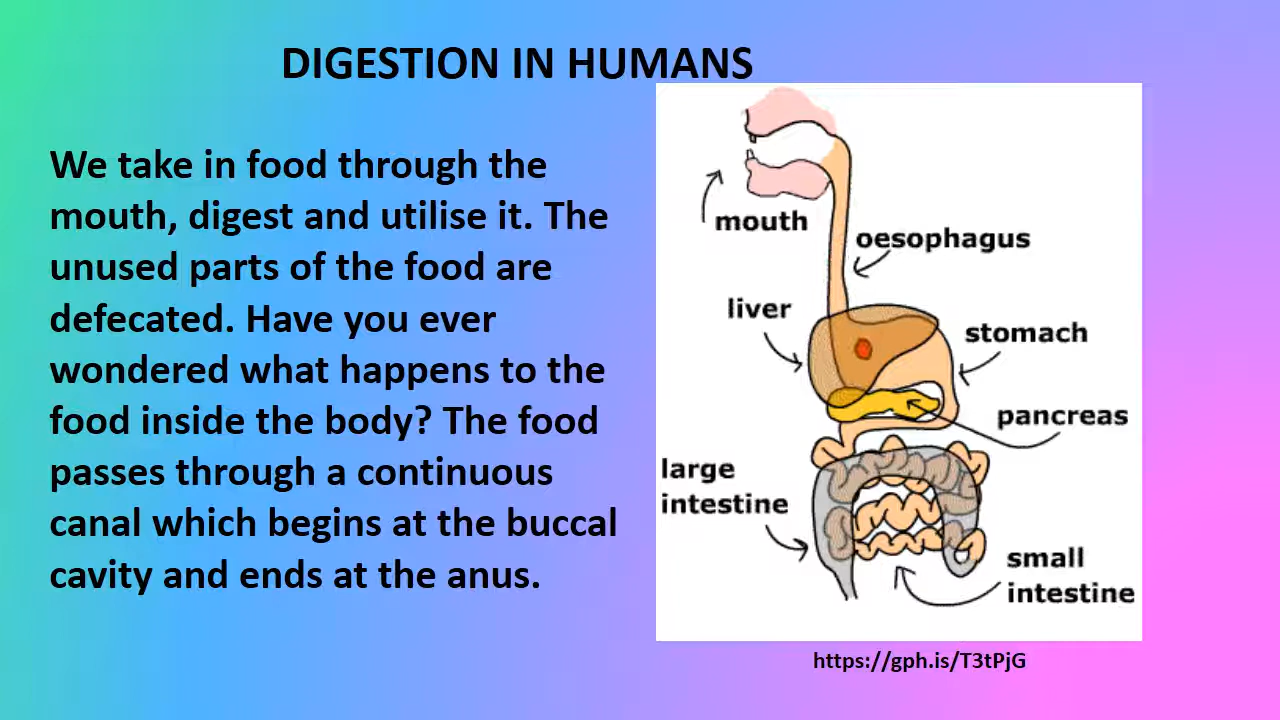 DIGESTION IN HUMANS
We take in food through the
mouth, digest and utilise it. The
unused parts of the food are
defecated. Have you ever
wondered what happens to the
food inside the body? The food
passes through a continuous
canal which begins at the buccal
cavity and ends at the anus.
mouth
oesophagus
liver
stomach
pancreas
large
intestine
small
intestine
https://gph.is/T3tPjG